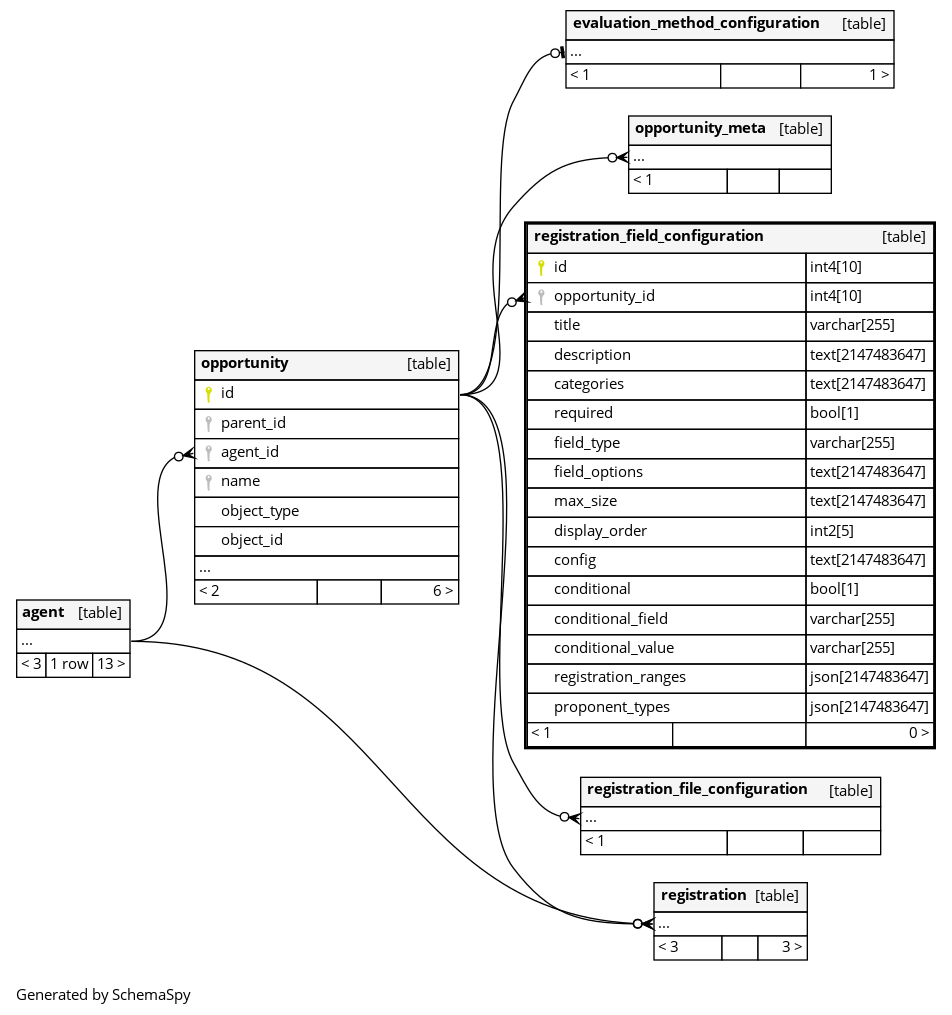 evaluation_method_configuration [table]
...
< 1 1 >
opportunity_meta [table]
...
< 1
registration_field_configuration [table]
id int4[10]
opportunity_id int4[10]
title varchar[255]
description text[2147483647]
categories text[2147483647]
required bool[1]
field_type varchar[255]
field_options text[2147483647]
max_size text[2147483647]
display_order int2[5]
config text[2147483647]
conditional bool[1]
conditional_field varchar[255]
conditional_value varchar[255]
registration_ranges json[2147483647]
proponent_types json[2147483647]
< 1 0 >
opportunity [table]
id
parent_id
agent_id
name
object_type
object_id
...
< 2 6 >
agent [table]
...
< 3 1 row 13 >
registration_file_configuration [table]
...
< 1
registration [table]
...
< 3 3 >
Generated by SchemaSpy